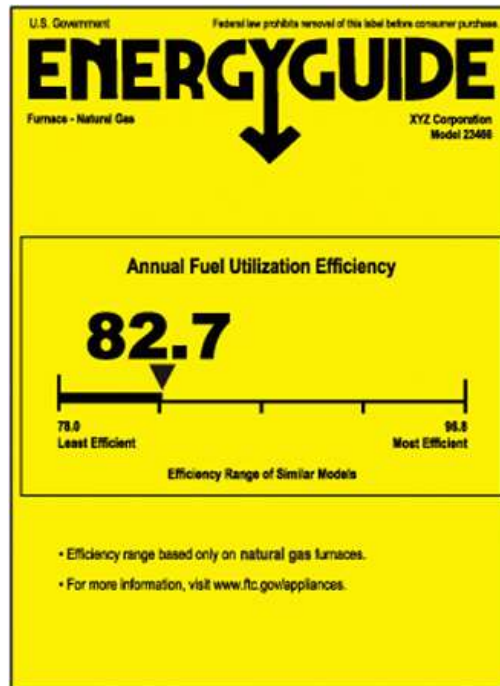 U.S. Government Federal law prohibits removal of this label before consumer purchase
ENERGYGUIDE
Furnace - Natural Gas XYZ Corporation
Model 23466
Annual Fuel Utilization Efficiency
82.7
78.0 96.8
Least Efficient Most Efficient
Efficiency Range of Similar Models
• Efficiency range based only on natural gas furnaces.
• For more information, visit www.ftc.gov/appliances.